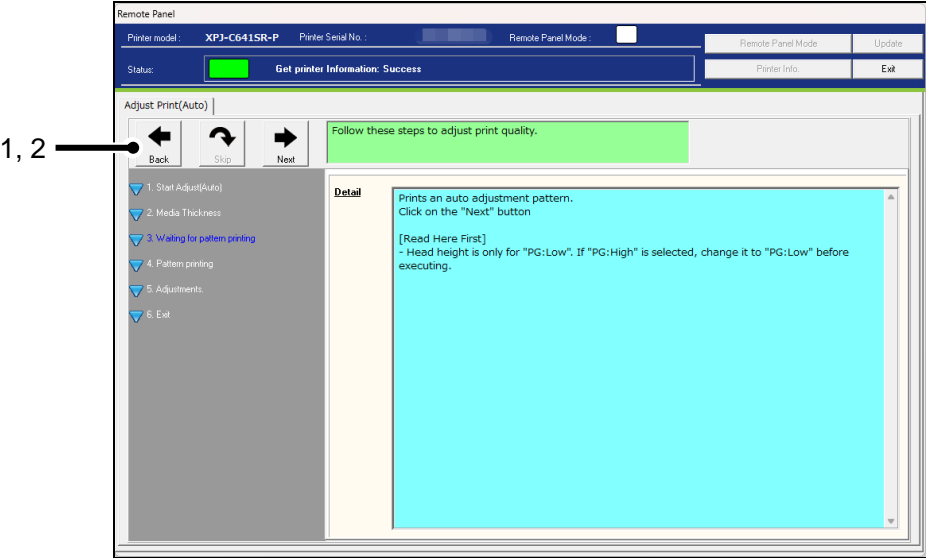 Remote Panel
Printer model : XPJ-C641SR-P Printer Serial No. : Remote Panel Mode :
Remote Panel Mode Update
Status: Get printer Information: Success
Printer Info. Exit
Adjust Print(Auto)
Back Skip Next
Follow these steps to adjust print quality.
1, 2
1. Start Adjust(Auto)
2. Media Thickness
3. Waiting for pattern printing
4. Pattern printing
5. Adjustments.
6. Exit
Detail
Prints an auto adjustment pattern.
Click on the "Next" button
[Read Here First]
- Head height is only for "PG:Low". If "PG:High" is selected, change it to "PG:Low" before
executing.